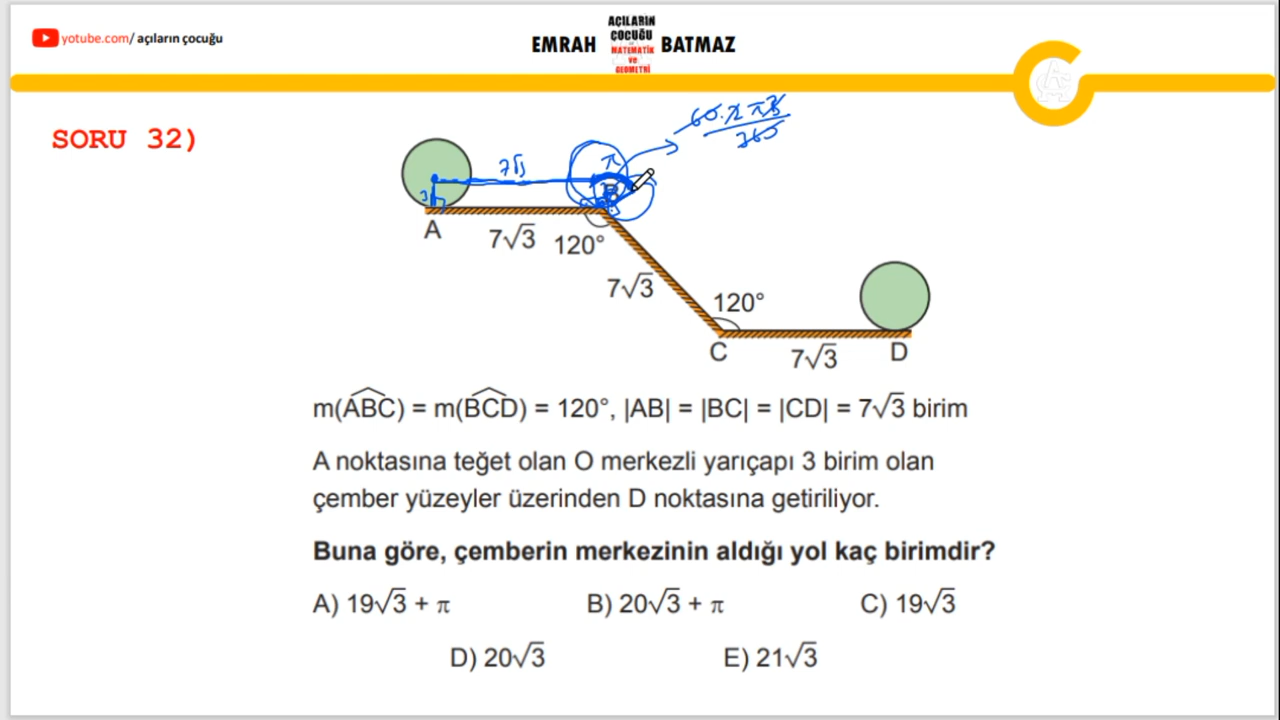 yotube.com/ açıların çocuğu
AÇILARIN
ÇOCUĞU
EMRAH MATEMATİK BATMAZ
VE
GEOMETRİ
SORU 32)
60.π
360
7√3
π
3
A
7√3
120°
7√3
120°
C
7√3
D
m(ABC) = m(BCD) = 120°, |AB| = |BC| = |CD| = 7√3 birim
A noktasına teğet olan O merkezli yarıçapı 3 birim olan
çember yüzeyler üzerinden D noktasına getiriliyor.
Buna göre, çemberin merkezinin aldığı yol kaç birimdir?
A) 19√3 + π B) 20√3 + π C) 19√3
D) 20√3 E) 21√3